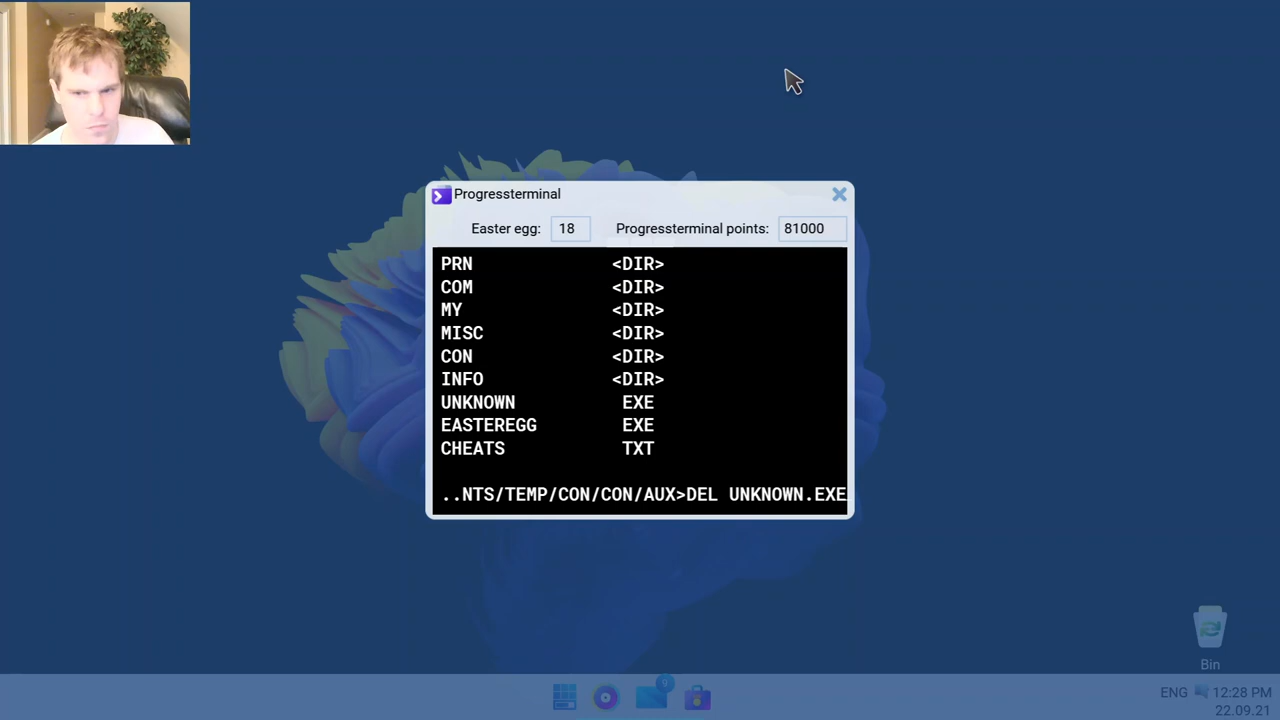 Progressterminal
Easter egg: 18 Progressterminal points: 81000
PRN <DIR>
COM <DIR>
MY <DIR>
MISC <DIR>
CON <DIR>
INFO <DIR>
UNKNOWN EXE
EASTEREGG EXE
CHEATS TXT
..NTS/TEMP/CON/CON/AUX>DEL UNKNOWN.EXE
Bin
9
ENG 12:28 PM
22.09.21